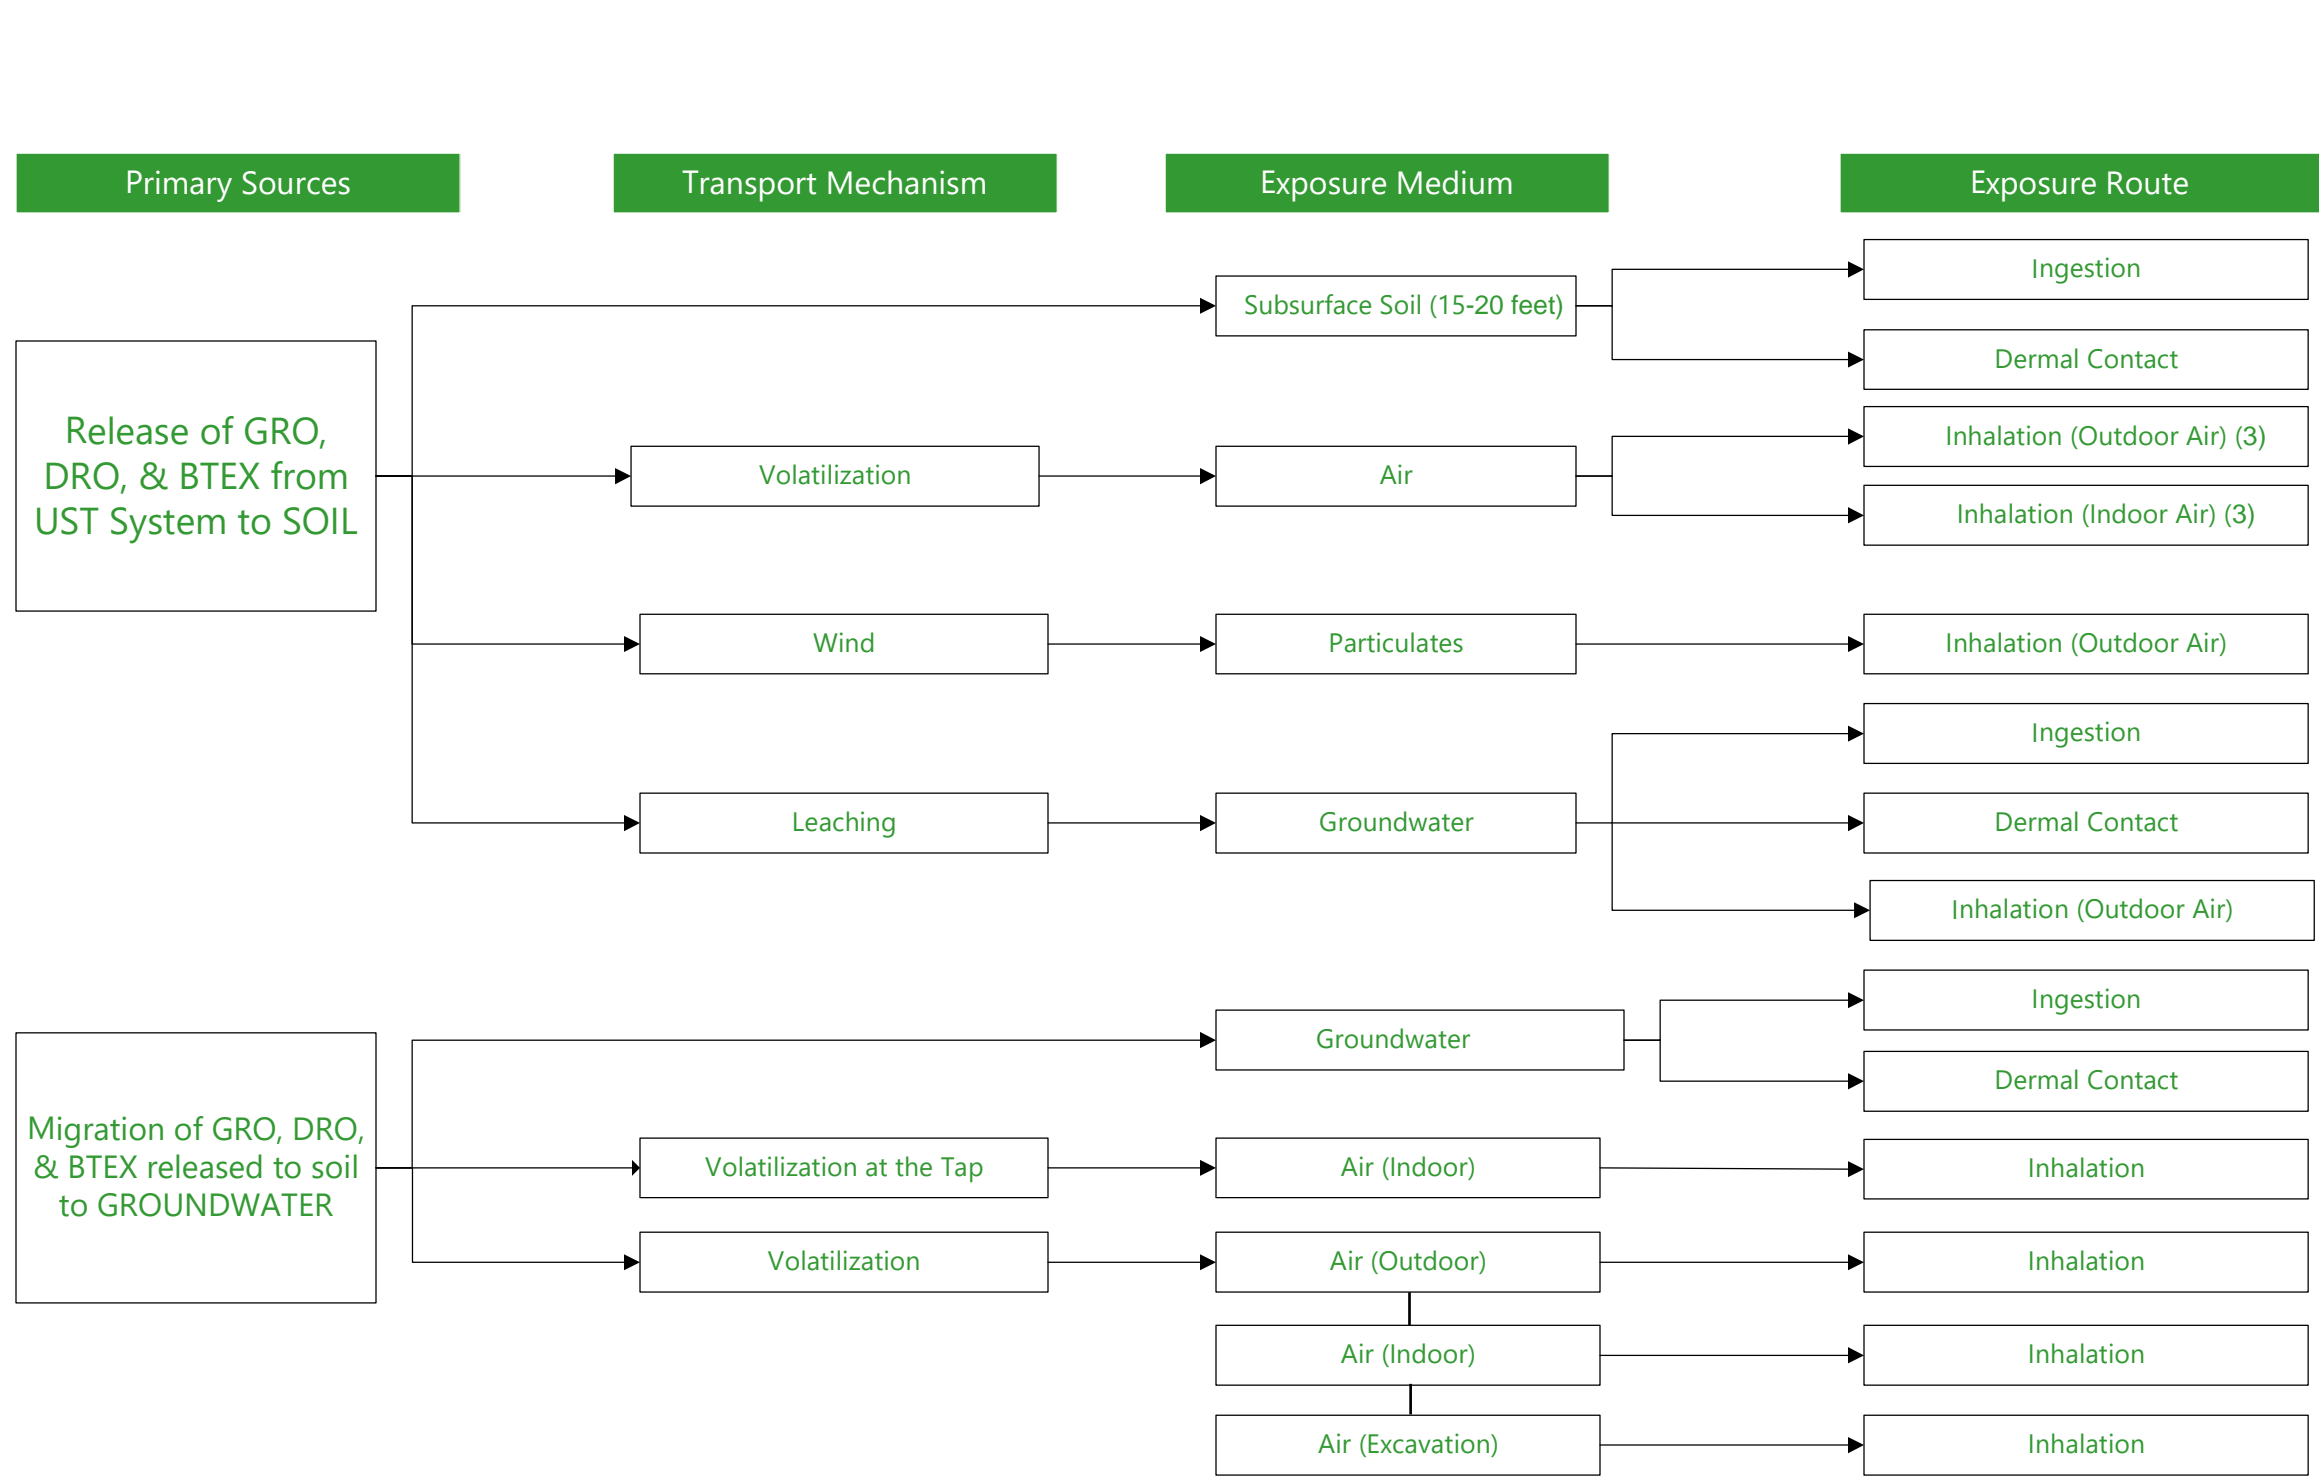 Primary Sources
Transport Mechanism
Exposure Medium
Exposure Route
Release of GRO,
DRO, & BTEX from
UST System to SOIL
Subsurface Soil (15-20 feet)
Ingestion
Dermal Contact
Volatilization
Air
Inhalation (Outdoor Air) (3)
Inhalation (Indoor Air) (3)
Wind
Particulates
Inhalation (Outdoor Air)
Leaching
Groundwater
Ingestion
Dermal Contact
Inhalation (Outdoor Air)
Migration of GRO, DRO,
& BTEX released to soil
to GROUNDWATER
Groundwater
Ingestion
Dermal Contact
Volatilization at the Tap
Air (Indoor)
Inhalation
Volatilization
Air (Outdoor)
Inhalation
Air (Indoor)
Inhalation
Air (Excavation)
Inhalation